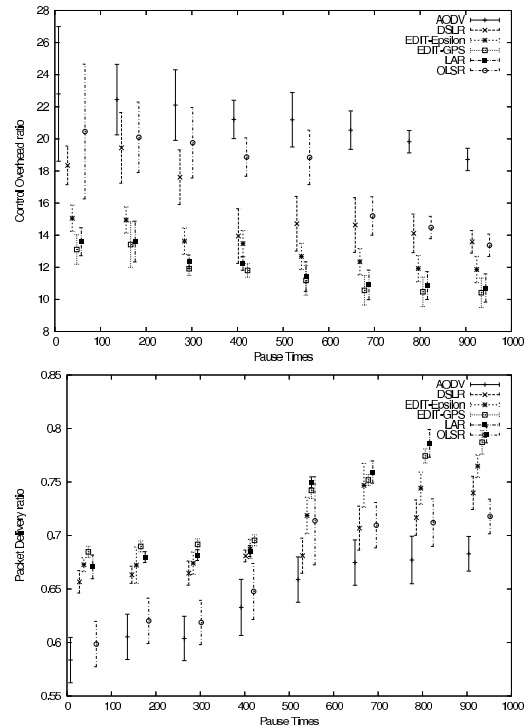 28
26
24
22
20
18
16
14
12
10
8
Control Overhead ratio
AODV
DSLR
EDIT-Epsilon
EDIT-GPS
LAR
OLSR
0 100 200 300 400 500 600 700 800 900 1000
Pause Times
0.85
0.8
0.75
0.7
0.65
0.6
0.55
Packet Delivery ratio
AODV
DSLR
EDIT-Epsilon
EDIT-GPS
LAR
OLSR
0 100 200 300 400 500 600 700 800 900 1000
Pause Times